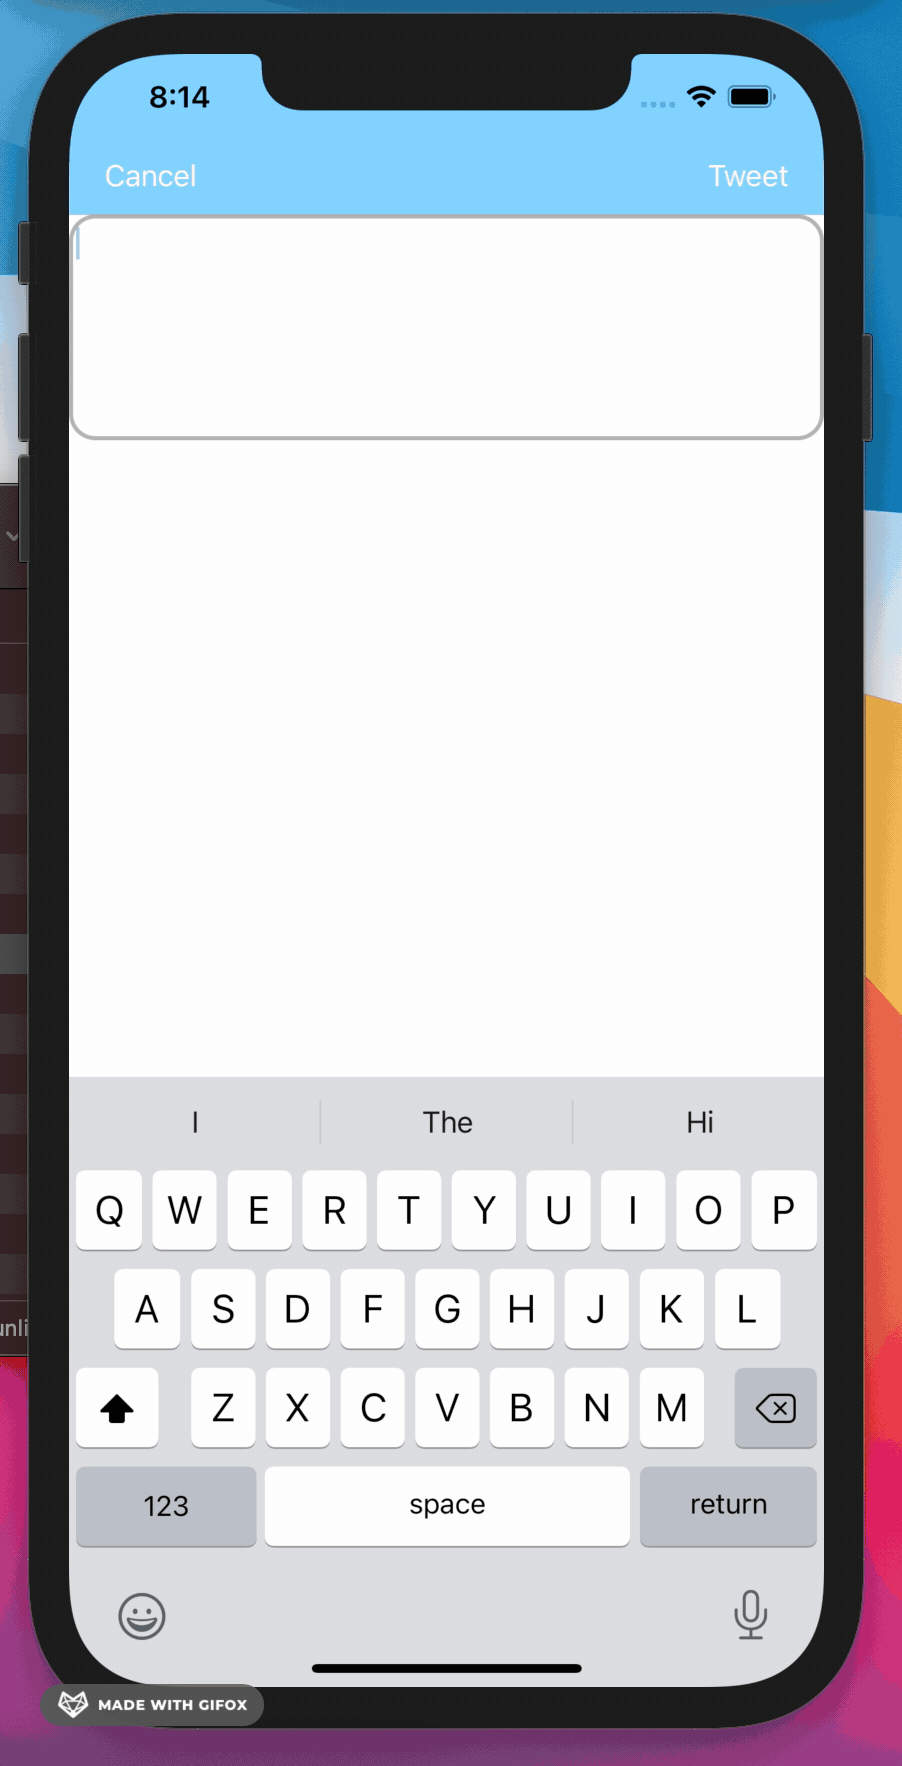 8:14
Cancel Tweet
I The Hi
Q W E R T Y U I O P
A S D F G H J K L
Z X C V B N M
123 space return
unli
MADE WITH GIFOX